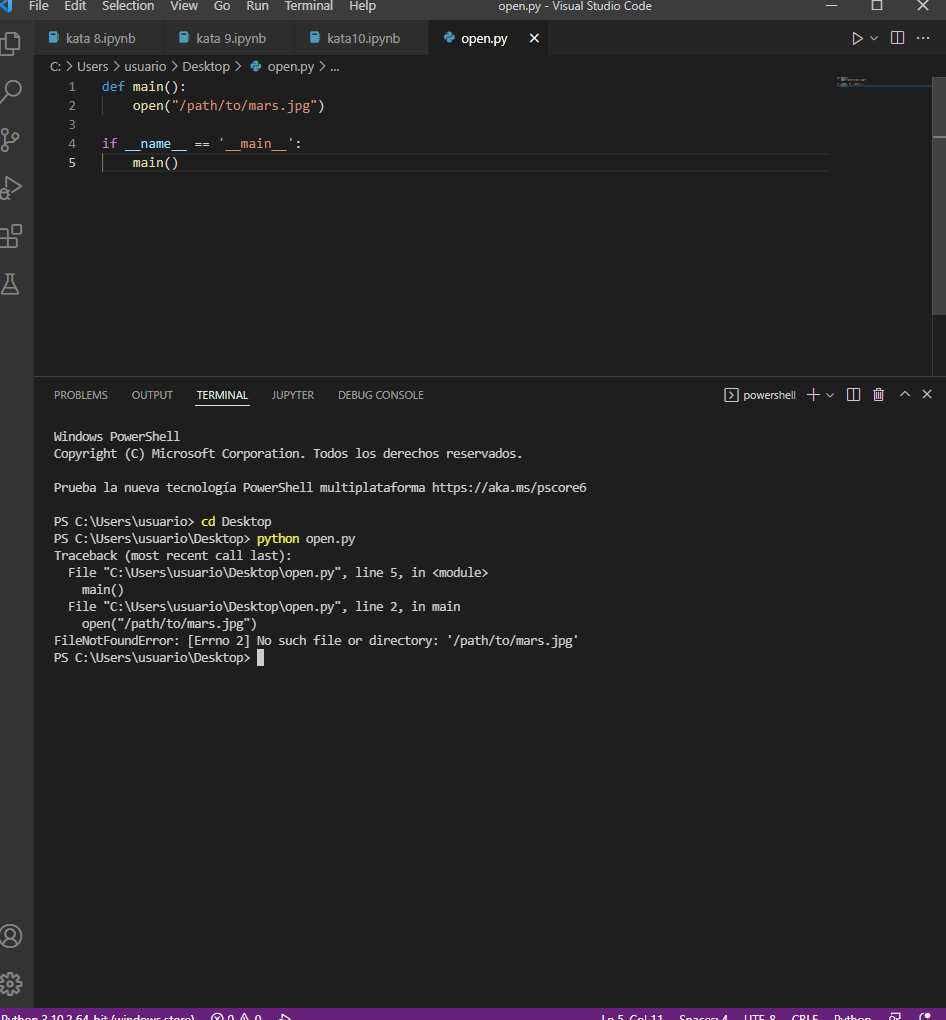 File Edit Selection View Go Run Terminal Help open.py - Visual Studio Code
kata 8.ipynb kata 9.ipynb kata10.ipynb open.py
C: > Users > usuario > Desktop > open.py > ...
1 def main():
2 open("/path/to/mars.jpg")
3
4 if __name__ == '__main__':
5 main()
PROBLEMS OUTPUT TERMINAL JUPYTER DEBUG CONSOLE powershell
Windows PowerShell
Copyright (C) Microsoft Corporation. Todos los derechos reservados.
Prueba la nueva tecnología PowerShell multiplataforma https://aka.ms/pscore6
PS C:\Users\usuario> cd Desktop
PS C:\Users\usuario\Desktop> python open.py
Traceback (most recent call last):
File "C:\Users\usuario\Desktop\open.py", line 5, in <module>
main()
File "C:\Users\usuario\Desktop\open.py", line 2, in main
open("/path/to/mars.jpg")
FileNotFoundError: [Errno 2] No such file or directory: '/path/to/mars.jpg'
PS C:\Users\usuario\Desktop>
Python 3.10.2 64-bit (windows store) 0 0 Ln 5, Col 11 Spaces: 4 UTF-8 CRLF Python